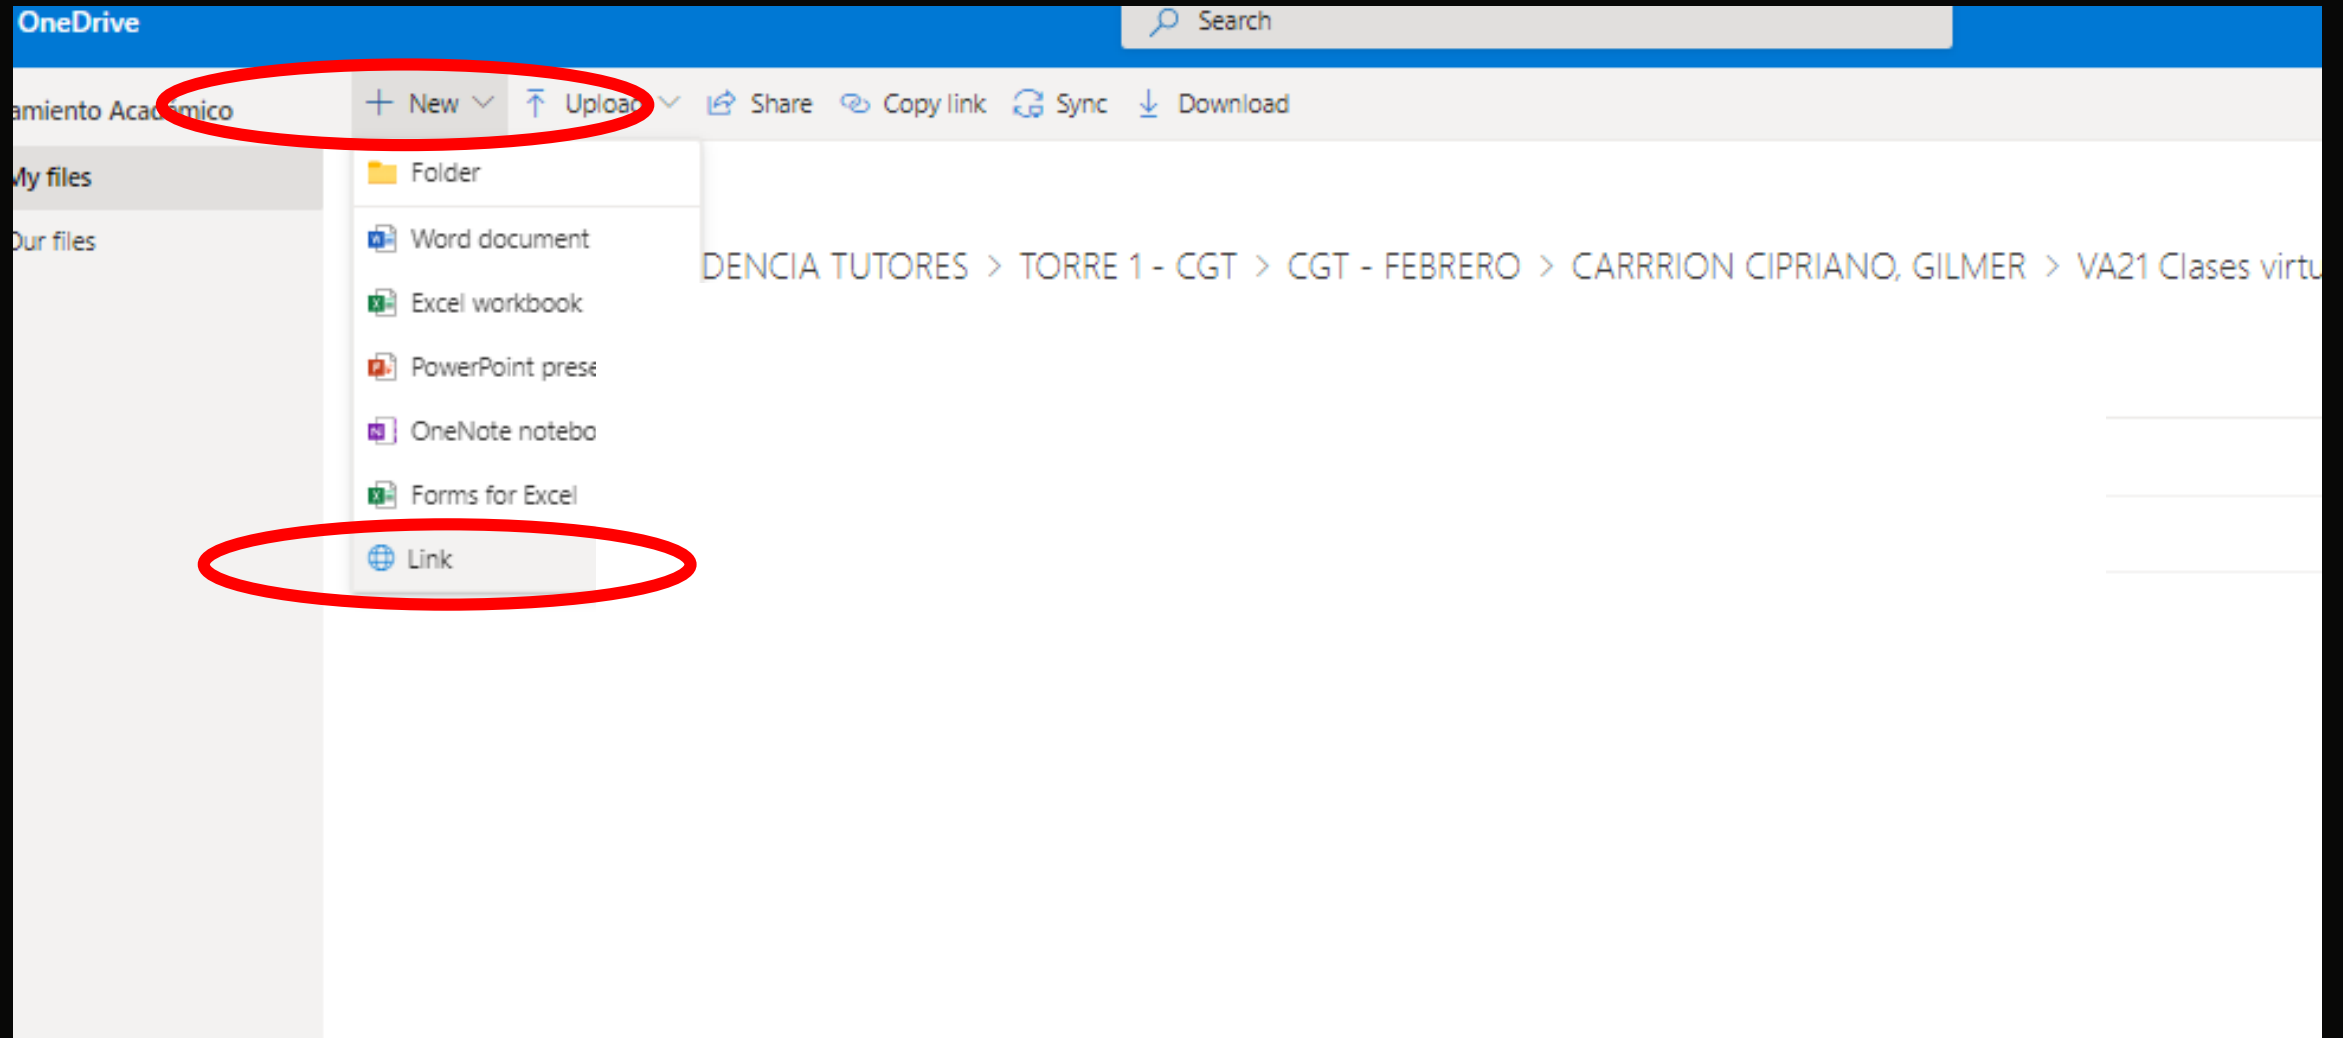 OneDrive
Search
amiento Académico
New
Upload
Share
Copy link
Sync
Download
My files
Our files
Folder
Word document
Excel workbook
PowerPoint prese
OneNote notebo
Forms for Excel
Link
DENCIA TUTORES > TORRE 1 - CGT > CGT - FEBRERO > CARRRION CIPRIANO, GILMER > VA21 Clases virtu